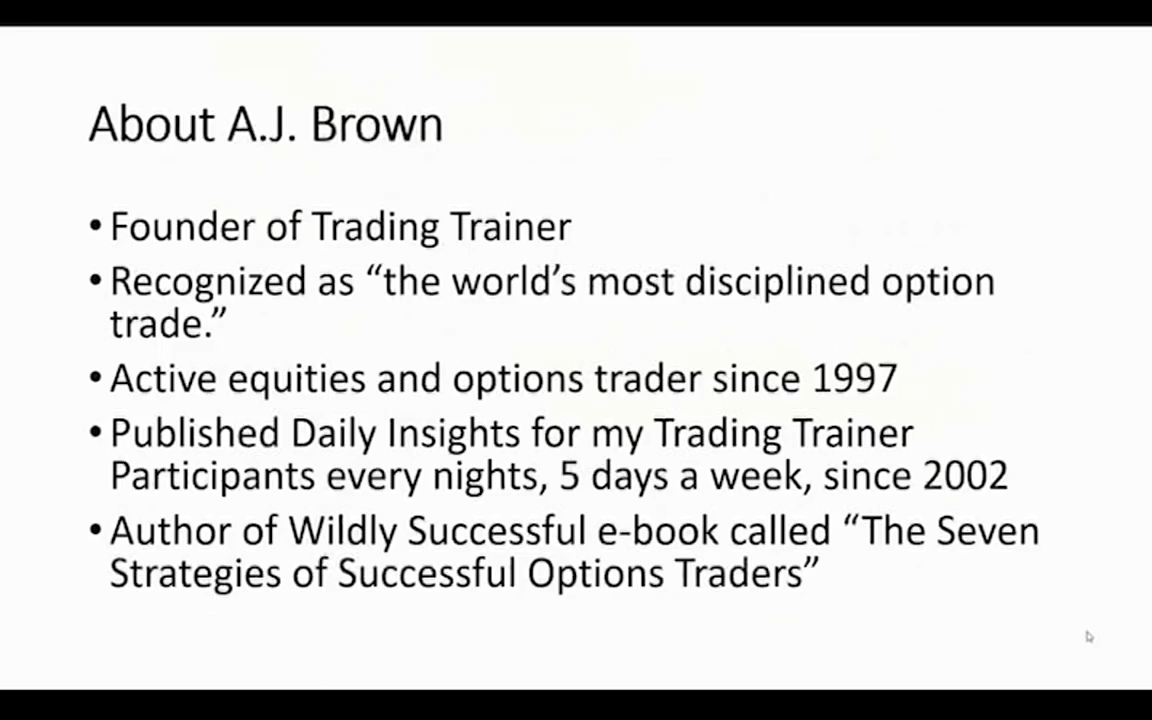 About A.J. Brown
• Founder of Trading Trainer
• Recognized as “the world’s most disciplined option
trade.”
• Active equities and options trader since 1997
• Published Daily Insights for my Trading Trainer
Participants every nights, 5 days a week, since 2002
• Author of Wildly Successful e-book called “The Seven
Strategies of Successful Options Traders”